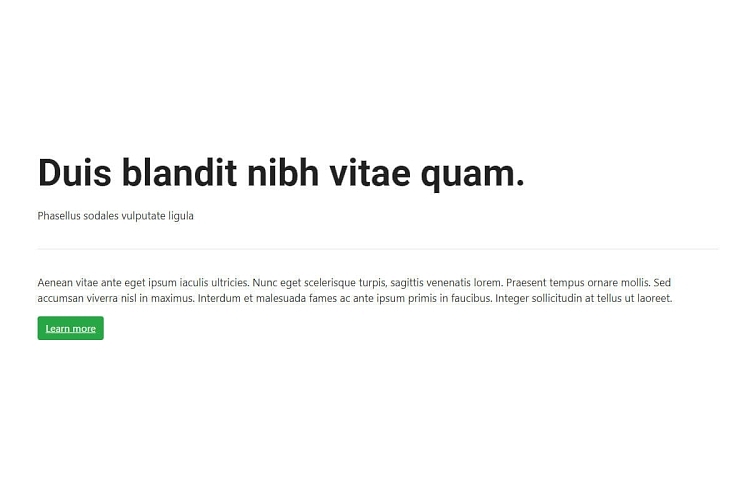 Duis blandit nibh vitae quam.
Phasellus sodales vulputate ligula
Aenean vitae ante eget ipsum iaculis ultricies. Nunc eget scelerisque turpis, sagittis venenatis lorem. Praesent tempus ornare mollis. Sed
accumsan viverra nisl in maximus. Interdum et malesuada fames ac ante ipsum primis in faucibus. Integer sollicitudin at tellus ut laoreet.
Learn more